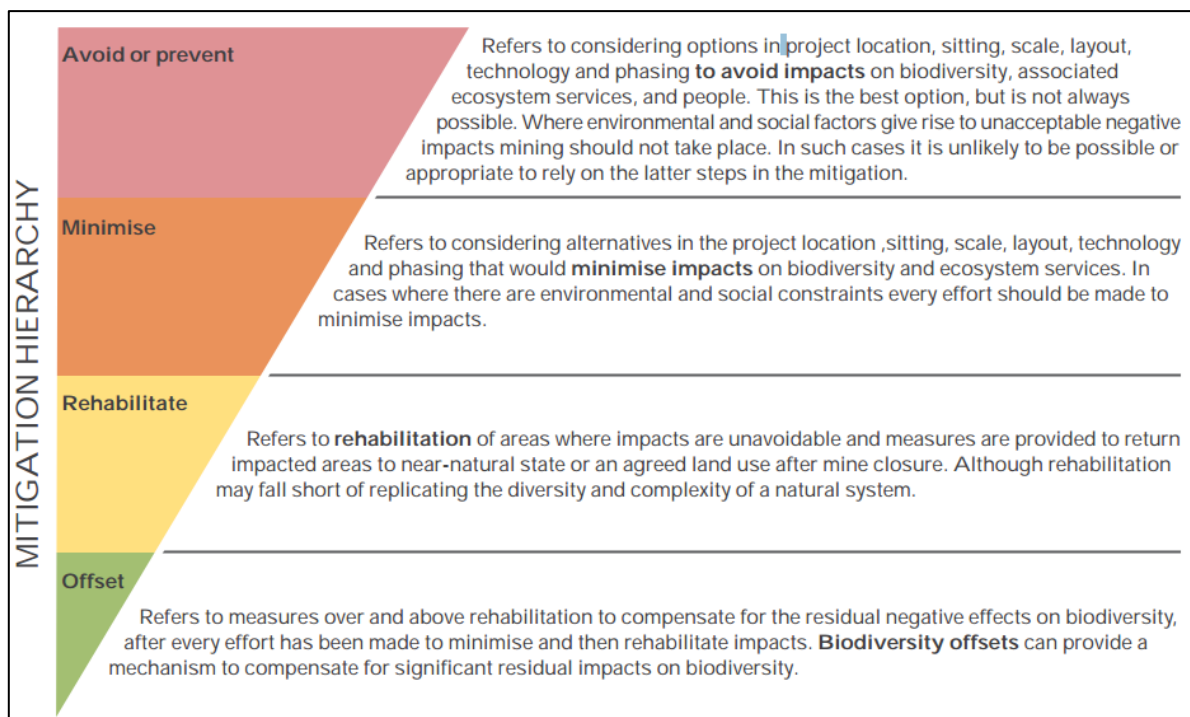 MITIGATION HIERARCHY
Avoid or prevent
Refers to considering options in project location, sitting, scale, layout,
technology and phasing to avoid impacts on biodiversity, associated
ecosystem services, and people. This is the best option, but is not always
possible. Where environmental and social factors give rise to unacceptable negative
impacts mining should not take place. In such cases it is unlikely to be possible or
appropriate to rely on the latter steps in the mitigation.
Minimise
Refers to considering alternatives in the project location ,sitting, scale, layout, technology
and phasing that would minimise impacts on biodiversity and ecosystem services. In
cases where there are environmental and social constraints every effort should be made to
minimise impacts.
Rehabilitate
Refers to rehabilitation of areas where impacts are unavoidable and measures are provided to return
impacted areas to near-natural state or an agreed land use after mine closure. Although rehabilitation
may fall short of replicating the diversity and complexity of a natural system.
Offset
Refers to measures over and above rehabilitation to compensate for the residual negative effects on biodiversity,
after every effort has been made to minimise and then rehabilitate impacts. Biodiversity offsets can provide a
mechanism to compensate for significant residual impacts on biodiversity.